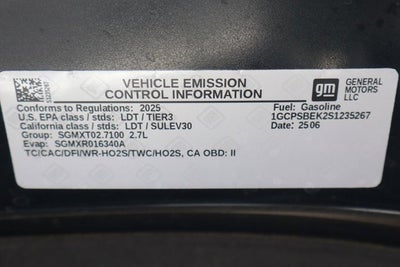 VEHICLE EMISSION
CONTROL INFORMATION
gm
GENERAL
MOTORS
LLC
Conforms to Regulations: 2025
U.S. EPA class / stds: LDT / TIER3
California class / stds: LDT / SULEV30
Group: SGMXT02.7100 2.7L
Evap: SGMXR016340A
TC/CAC/DFI/WR-HO2S/TWC/HO2S, CA OBD: II
Fuel: Gasoline
1GCPSBEK2S1235267
Date: 2506